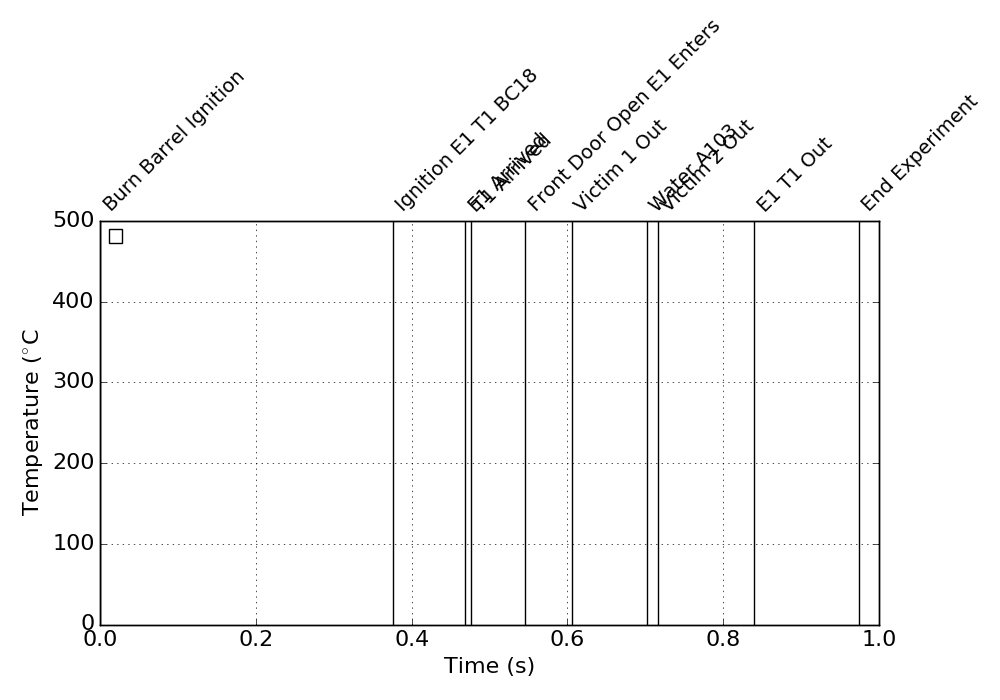 Burn Barrel Ignition
Ignition E1 T1 BC18
E1 Arrived
T1 Arrived
Front Door Open E1 Enters
Victim 1 Out
Water A103
Victim 2 Out
E1 T1 Out
End Experiment
500
400
300
200
100
0
Temperature (°C
0.0 0.2 0.4 0.6 0.8 1.0
Time (s)